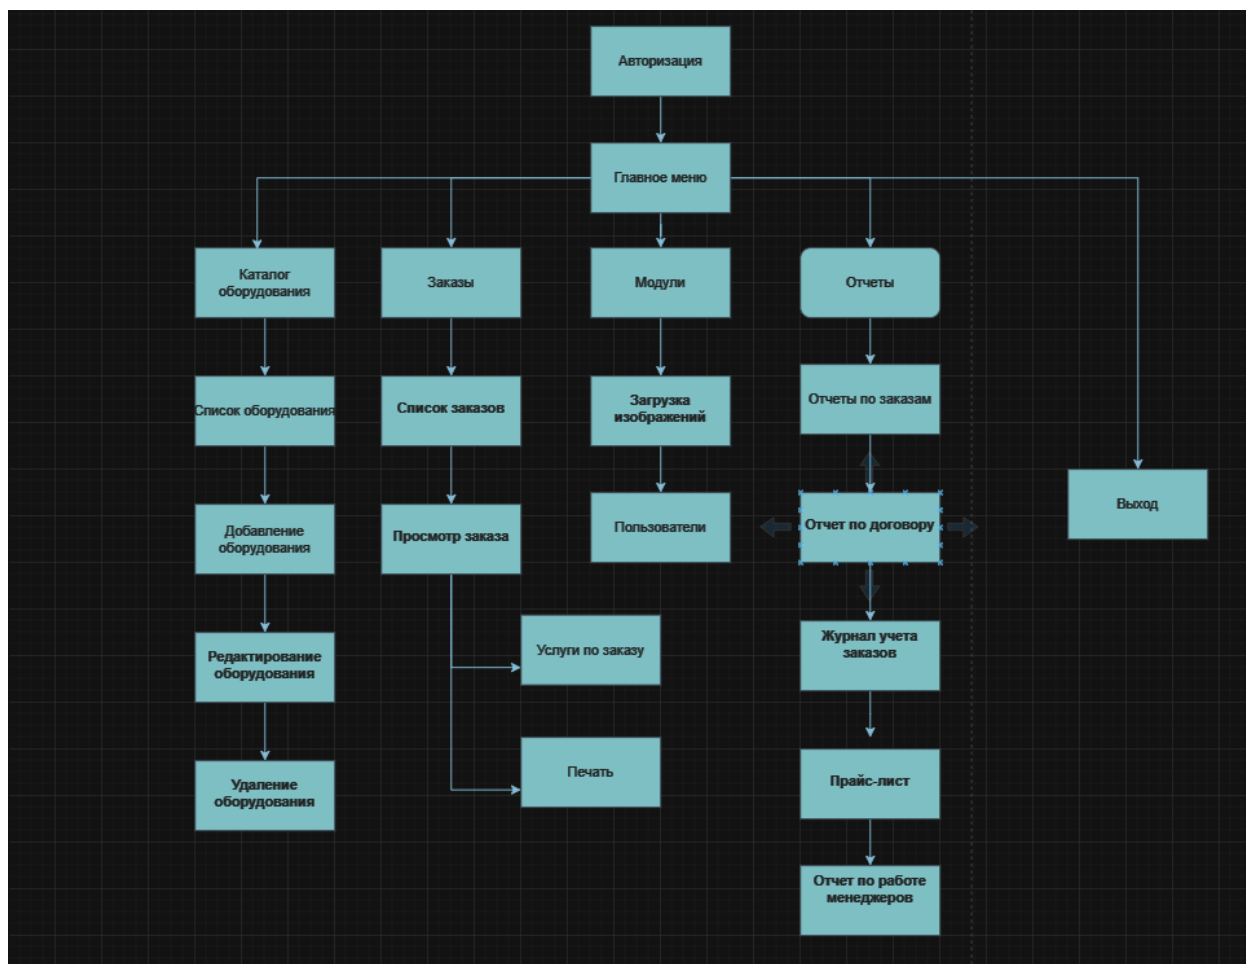 Авторизация
Главное меню
Каталог
оборудования
Заказы
Модули
Отчеты
Список оборудования
Список заказов
Загрузка
изображений
Отчеты по заказам
Добавление
оборудования
Просмотр заказа
Пользователи
Отчет по договору
Выход
Редактирование
оборудования
Услуги по заказу
Журнал учета
заказов
Удаление
оборудования
Печать
Прайс-лист
Отчет по работе
менеджеров